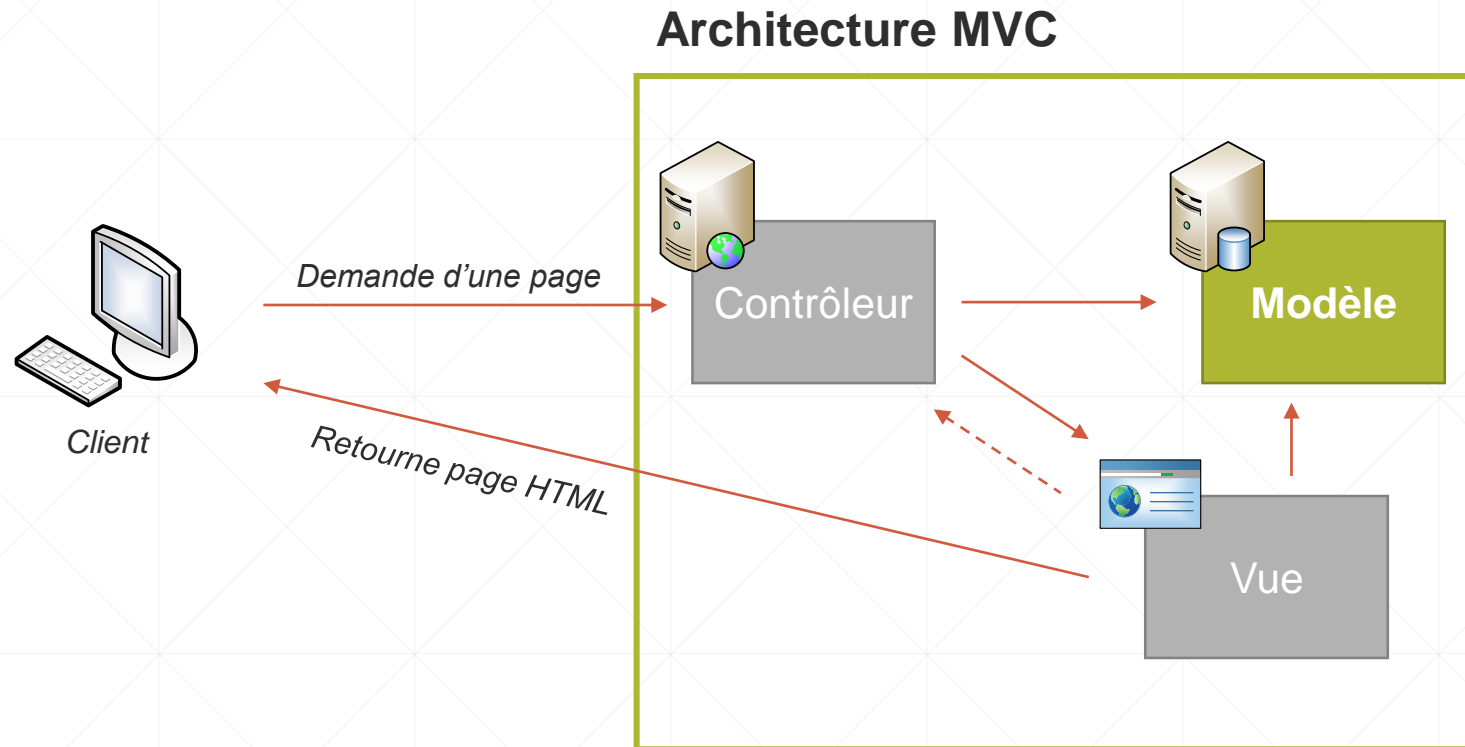 Architecture MVC
Demande d’une page
Contrôleur
Modèle
Client
Retourne page HTML
Vue